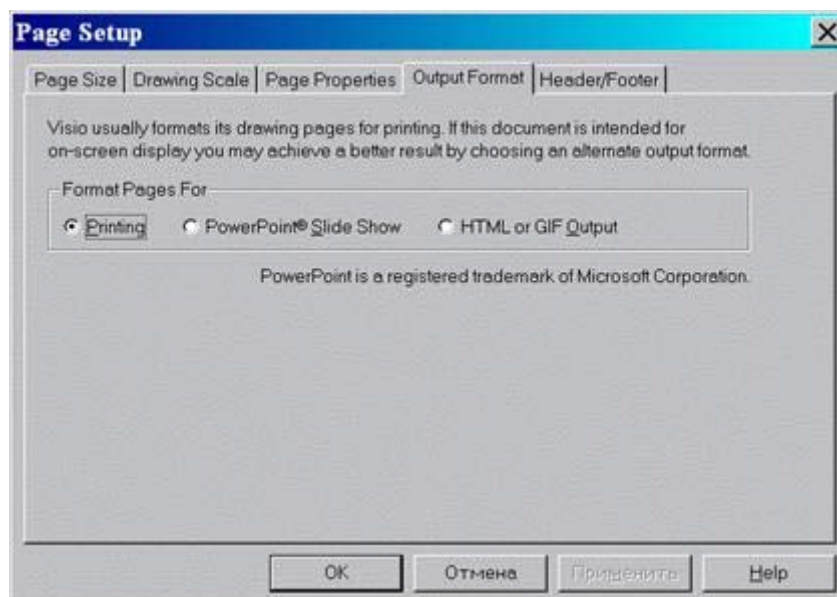 Page Setup
Page Size Drawing Scale Page Properties Output Format Header/Footer
Visio usually formats its drawing pages for printing. If this document is intended for
on-screen display you may achieve a better result by choosing an alternate output format.
Format Pages For
Printing PowerPoint® Slide Show HTML or GIF Output
PowerPoint is a registered trademark of Microsoft Corporation.
OK Отмена Применить Help